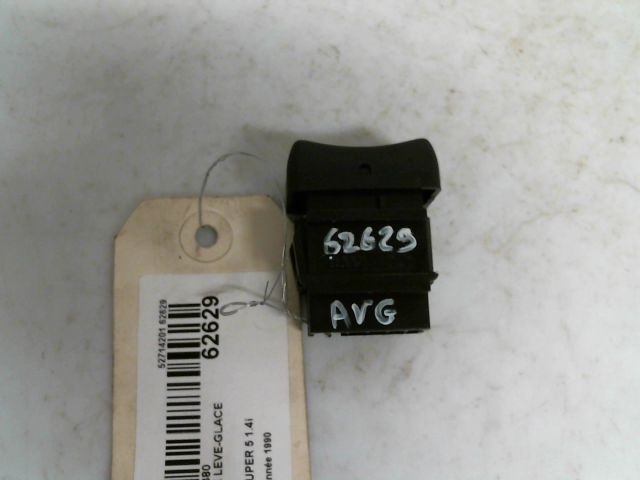 62629
AVG
52714201 62629
62629
LEVE-GLACE
UPER 5 1.4i
nnée 1990